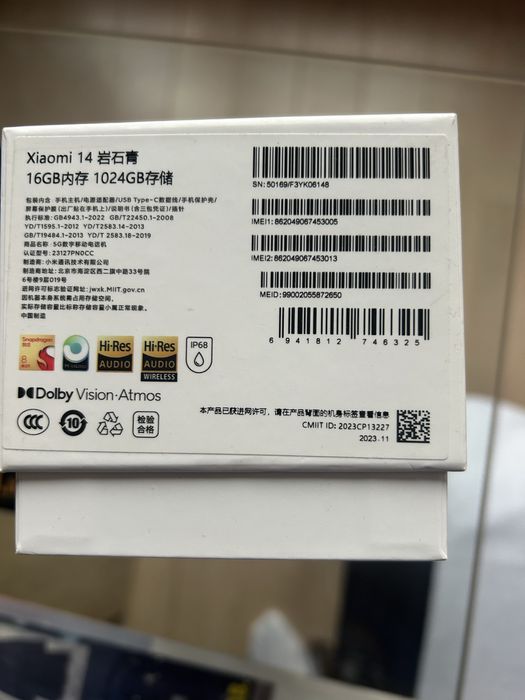 Xiaomi 14 岩石青
16GB内存 1024GB存储
包装内含：手机主机/电源适配器/USB Type-C数据线/手机保护壳/
屏幕保护膜（出厂贴在手机上）/说明书（含三包凭证）/插针
执行标准：GB4943.1-2022 GB/T22450.1-2008
YD/T1595.1-2012 YD/T2583.14-2013
GB/T19484.1-2013 YD/T 2583.18-2019
商品名称：5G数字移动电话机
认证型号：23127PN0CC
制造商：小米通讯技术有限公司
制造商地址：北京市海淀区西二旗中路33号院
6号楼9层019号
进网许可标志验证网址：jwxk.MIIT.gov.cn
因机器本身系统需占用存储空间，
实际存储容量比标称存储容量小属正常现象。
中国制造
SN: 50169/F3YK06148
IMEI1: 862049067453005
IMEI2: 862049067453013
MEID: 99002055872650
6 941812 746325
Snapdragon
8
Hi-Res
AUDIO
Hi-Res
AUDIO
WIRELESS
IP68
Dolby Vision·Atmos
CCC
10
检验
合格
本产品已获进网许可，请在产品背面的机身标签查看信息
CMIIT ID: 2023CP13227
2023.11